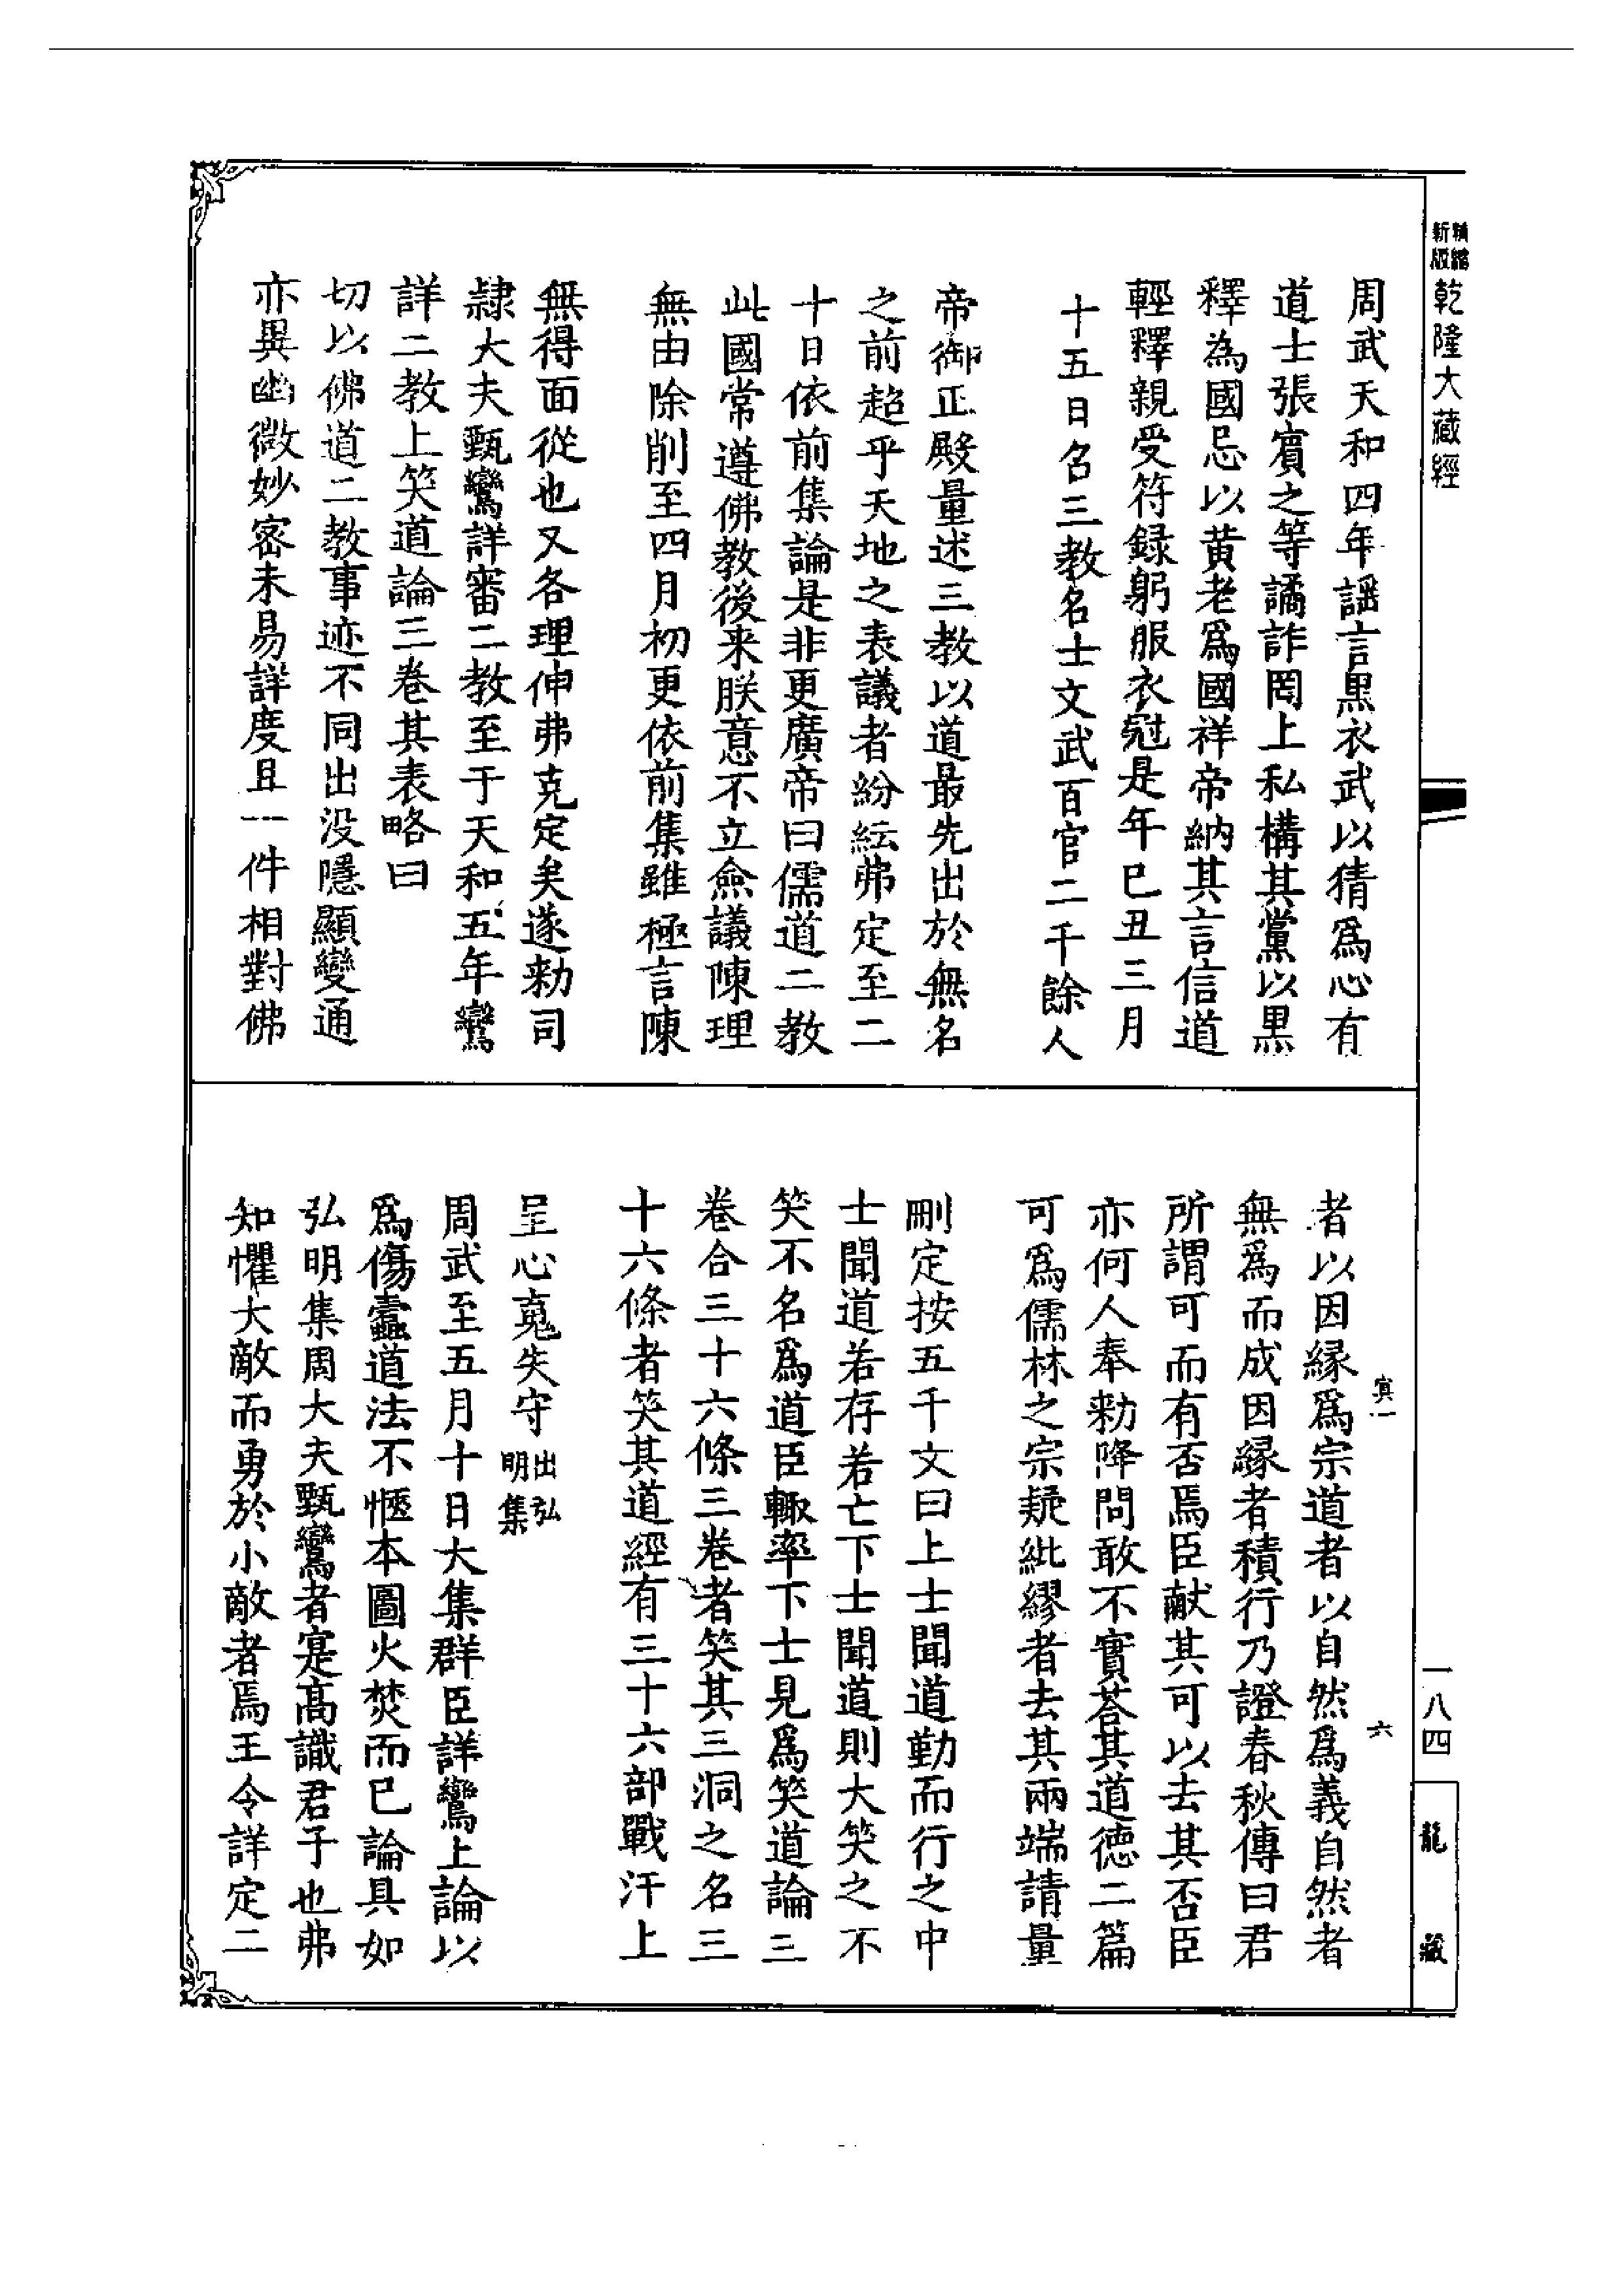 精縮新版 乾隆大藏經
周武天和四年謡言黒衣武以猜爲心有
道士張賓之等譎詐罔上私構其黨以黒
釋為國忌以黃老爲國祥帝納其言信道
輕釋親受符録躬服衣冠是年巳丑三月
十五日召三教名士文武百官二千餘人
帝御正殿量述三教以道最先出於無名
之前超乎天地之表議者紛紜弗定至二
十日依前集論是非更廣帝曰儒道二教
此國常遵佛教後来朕意不立僉議陳理
無由除削至四月初更依前集雖極言陳
無得面從也又各理伸弗克定矣遂勑司
隸大夫甄鸞詳審二教至于天和五年鸞
詳二教上笑道論三卷其表略曰
切以佛道二教事迹不同出没隱顯變通
亦異幽微妙密未易詳度且一件相對佛
者以因縁爲宗道者以自然爲義自然者
無爲而成因縁者積行乃證春秋傳曰君
所謂可而有否焉臣献其可以去其否臣
亦何人奉勑降問敢不實荅其道徳二篇
可爲儒林之宗疑紕繆者去其兩端請量
刪定按五千文曰上士聞道勤而行之中
士聞道若存若亡下士聞道則大笑之不
笑不名爲道臣輙率下士見爲笑道論三
卷合三十六條三卷者笑其三洞之名三
十六條者笑其道經有三十六部戰汗上
呈心寬失守 出弘明集
周武至五月十日大集群臣詳鸞上論以
爲傷蠧道法不愜本圖火焚而巳論具如
弘明集周大夫甄鸞者寔高識君子也弗
知懼大敵而勇於小敵者焉王令詳定二
寘一 六
一八四
龍藏